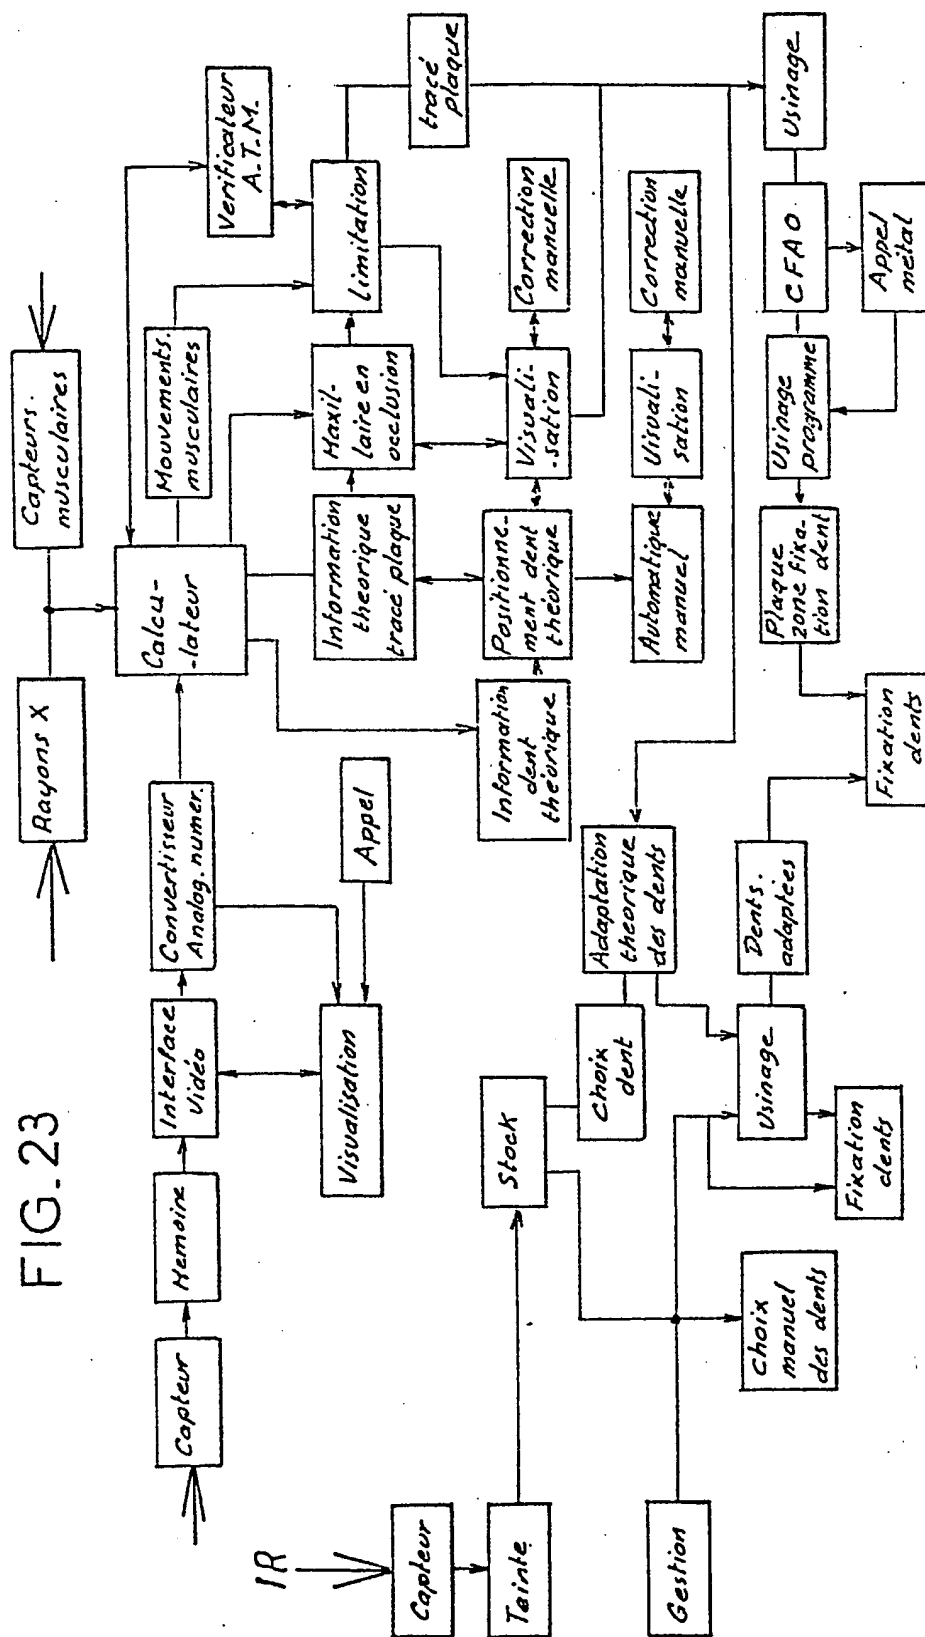 FIG.23
Rayons X
Capteurs.
musculaires
Capteur
Memoire
Interface
Vidéo
Convertisseur
Analog. numer.
Calcu-
-lateur
Mouvements.
musculaires
Verificateur
A.T.M.
Visualisation
Appel
Information
theorique
tracé plaque
Maxil-
laire en
occlusion
Limitation
tracé
plaque
IR
Capteur
Teinte
Stock
Information
dent
théorique
Positionne-
ment dent
théorique
Visuali-
-sation
Correction
manuelle
choix
dent
Adaptation
theorique
des dents
Automatique
manuel
Visuali-
sation
Correction
manuelle
Gestion
Choix
manuel
des dents
Usinage
Dents.
adaptées
Plaque
zone fixa-
tion dent
Usinage
programme
CFAO
Usinage
Fixation
dents
Fixation
dents
Appel
métal